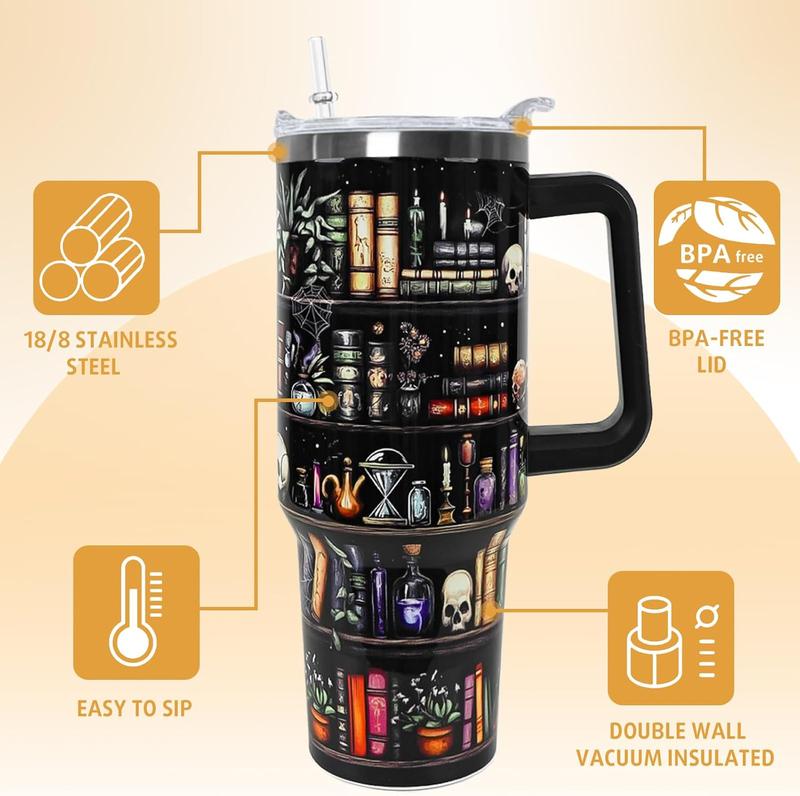 18/8 STAINLESS
STEEL
BPA free
BPA-FREE
LID
EASY TO SIP
DOUBLE WALL
VACUUM INSULATED